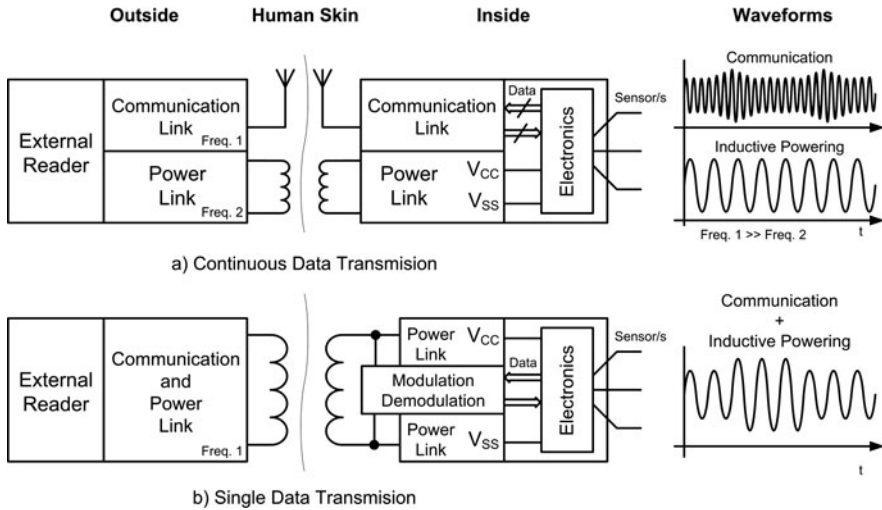 Outside Human Skin Inside Waveforms
External
Reader
Communication
Link
Freq. 1
Power
Link
Freq. 2
Communication
Link
Power
Link
Data
VCC
VSS
Electronics
Sensor/s
Communication
Inductive Powering
Freq. 1 >> Freq. 2
t
a) Continuous Data Transmision
External
Reader
Communication
and
Power
Link
Freq. 1
Power
Link
VCC
Modulation
Demodulation
Power
Link
VSS
Data
Electronics
Sensor/s
Communication
+
Inductive Powering
t
b) Single Data Transmision